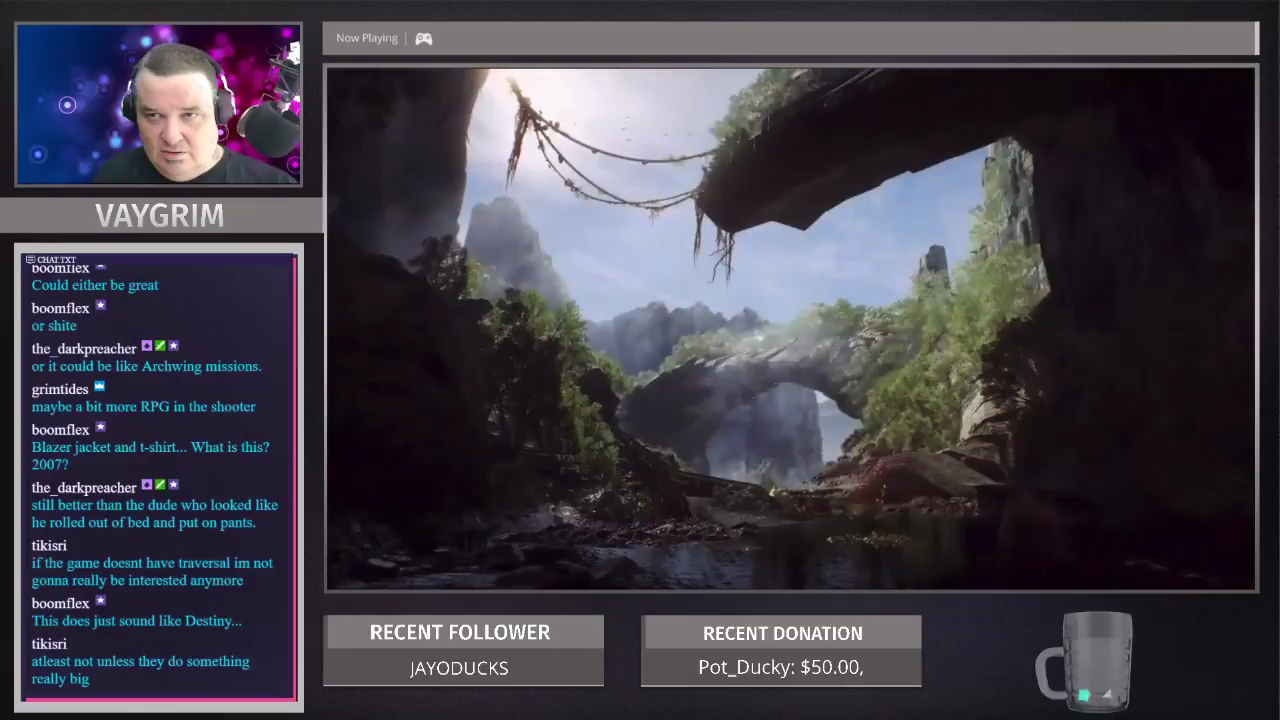 Now Playing
VAYGRIM
CHAT.TXT
boomflex
Could either be great
boomflex
or shite
the_darkpreacher
or it could be like Archwing missions.
grimtides
maybe a bit more RPG in the shooter
boomflex
Blazer jacket and t-shirt... What is this?
2007?
the_darkpreacher
still better than the dude who looked like
he rolled out of bed and put on pants.
tikisri
if the game doesnt have traversal im not
gonna really be interested anymore
boomflex
This does just sound like Destiny...
tikisri
atleast not unless they do something
really big
RECENT FOLLOWER
JAYODUCKS
RECENT DONATION
Pot_Ducky: $50.00,